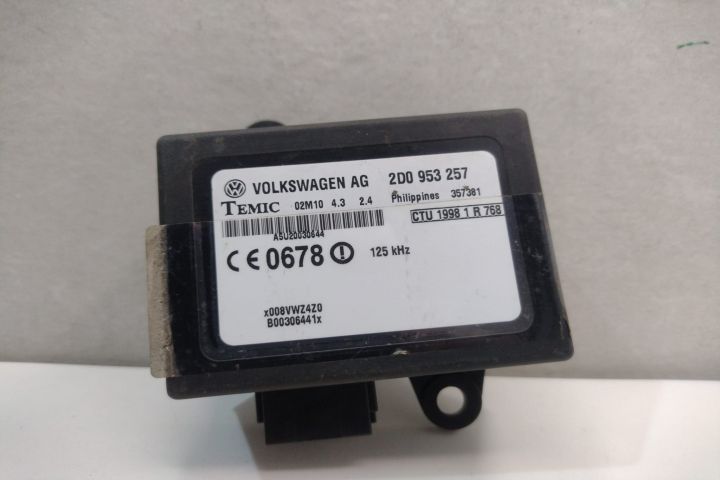 VOLKSWAGEN AG 2D0 953 257
TEMIC 02M10 4.3 2.4 Philippines 357381
CTU 1998 1 R 768
A5U20030644
CE 0678 125 kHz
x008VWZ4Z0
B00306441x